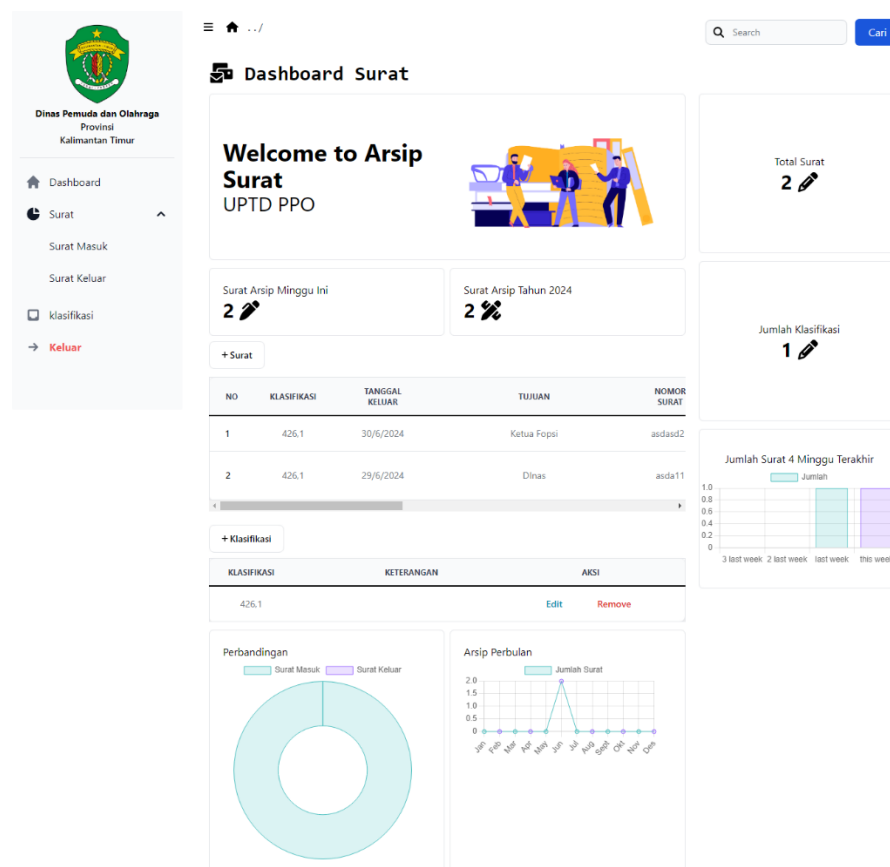 ../
Search
Cari
Dinas Pemuda dan Olahraga
Provinsi
Kalimantan Timur
Dashboard
Surat
Surat Masuk
Surat Keluar
klasifikasi
Keluar
Dashboard Surat
Welcome to Arsip
Surat
UPTD PPO
Total Surat
2
Surat Arsip Minggu Ini
2
Surat Arsip Tahun 2024
2
Jumlah Klasifikasi
1
+ Surat
NO KLASIFIKASI TANGGAL KELUAR TUJUAN NOMOR SURAT
1 426.1 30/6/2024 Ketua Fopsi asdasd2
2 426.1 29/6/2024 DInas asda11
Jumlah Surat 4 Minggu Terakhir
Jumlah
1.0
0.8
0.6
0.4
0.2
0
3 last week 2 last week last week this wee
+ Klasifikasi
KLASIFIKASI KETERANGAN AKSI
426.1 Edit Remove
Perbandingan
Surat Masuk Surat Keluar
Arsip Perbulan
Jumlah Surat
2.0
1.5
1.0
0.5
0
Jan Feb Mar Apr May Jun Jul Aug Sept Okt Nov Des